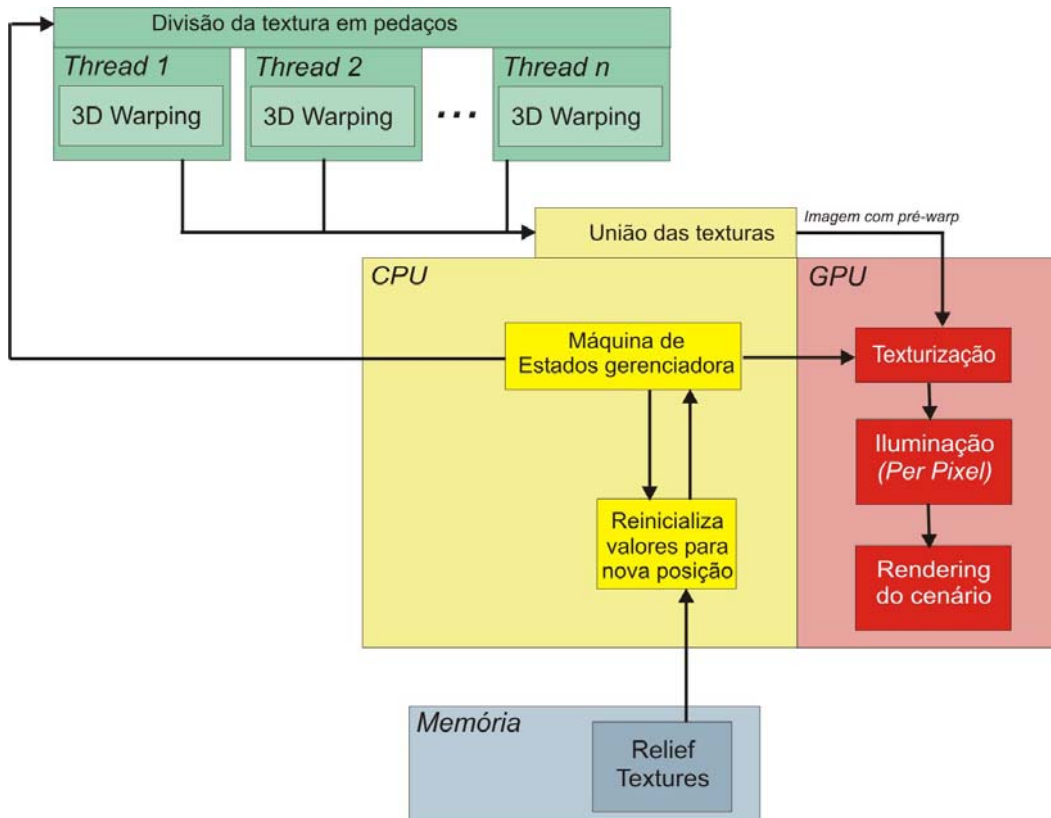 Divisão da textura em pedaços
Thread 1
Thread 2
Thread n
3D Warping
3D Warping
...
3D Warping
Imagem com pré-warp
União das texturas
CPU
GPU
Máquina de
Estados gerenciadora
Texturização
Iluminação
(Per Pixel)
Reinicializa
valores para
nova posição
Rendering
do cenário
Memória
Relief
Textures